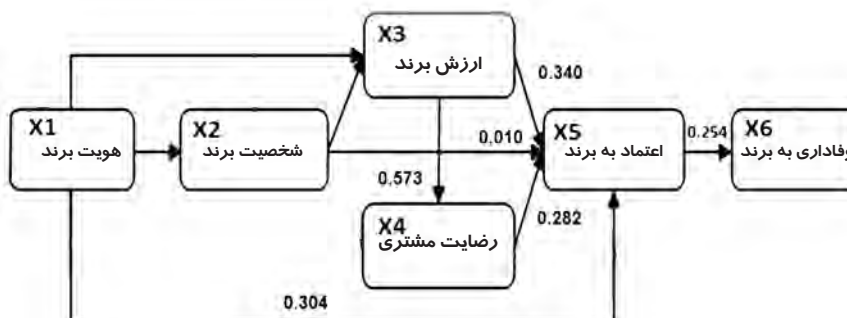 X3
ارزش برند
0.340
X1
هویت برند
X2
شخصیت برند
0.010
X5
اعتماد به برند
0.254
X6
وفاداری به برند
0.573
X4
رضایت مشتری
0.282
0.304